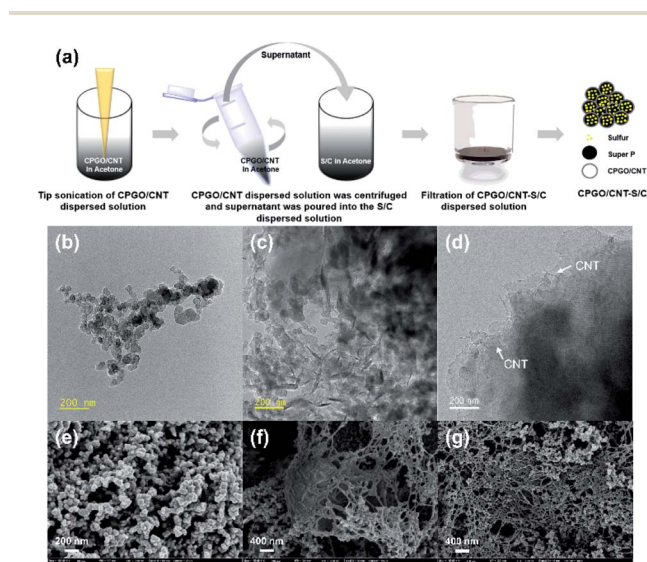 (a)
Supernatant
CPGO/CNT
In Acetone
CPGO/CNT
In Acetone
S/C In Acetone
Sulfur
Super P
CPGO/CNT
Tip sonication of CPGO/CNT
dispersed solution
CPGO/CNT dispersed solution was centrifuged
and supernatant was poured into the S/C
dispersed solution
Filtration of CPGO/CNT-S/C
dispersed solution
CPGO/CNT-S/C
(b)
200 nm
(c)
200 nm
(d)
CNT
CNT
200 nm
(e)
200 nm
(f)
400 nm
(g)
400 nm